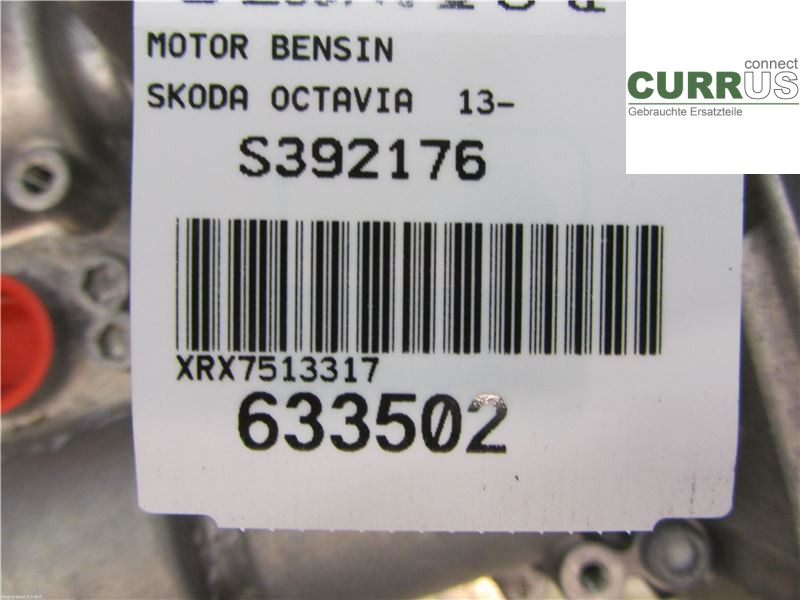 MOTOR BENSIN
SKODA OCTAVIA 13-
S392176
XRX7513317
633502
connect
CURRUS
Gebrauchte Ersatzteile